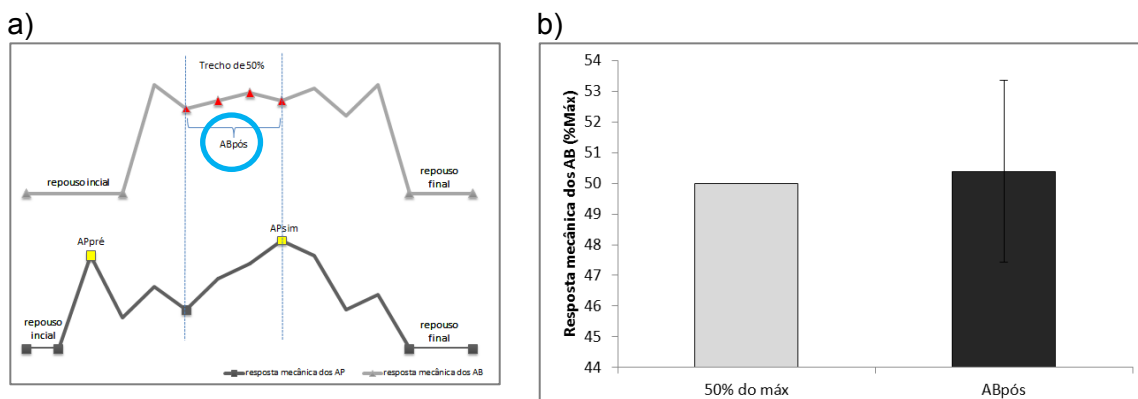 a)
Trecho de 50%
ABpós
repouso incial
repouso
final
APpré
APsim
repouso
incial
repouso
final
resposta mecânica dos AP
resposta mecânica dos AB
b)
Resposta mecânica dos AB (%Máx)
54
53
52
51
50
49
48
47
46
45
44
50% do máx
ABpós